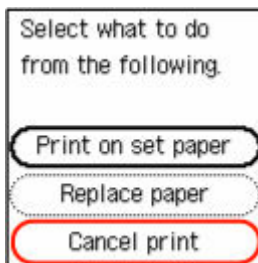 Select what to do
from the following.
Print on set paper
Replace paper
Cancel print